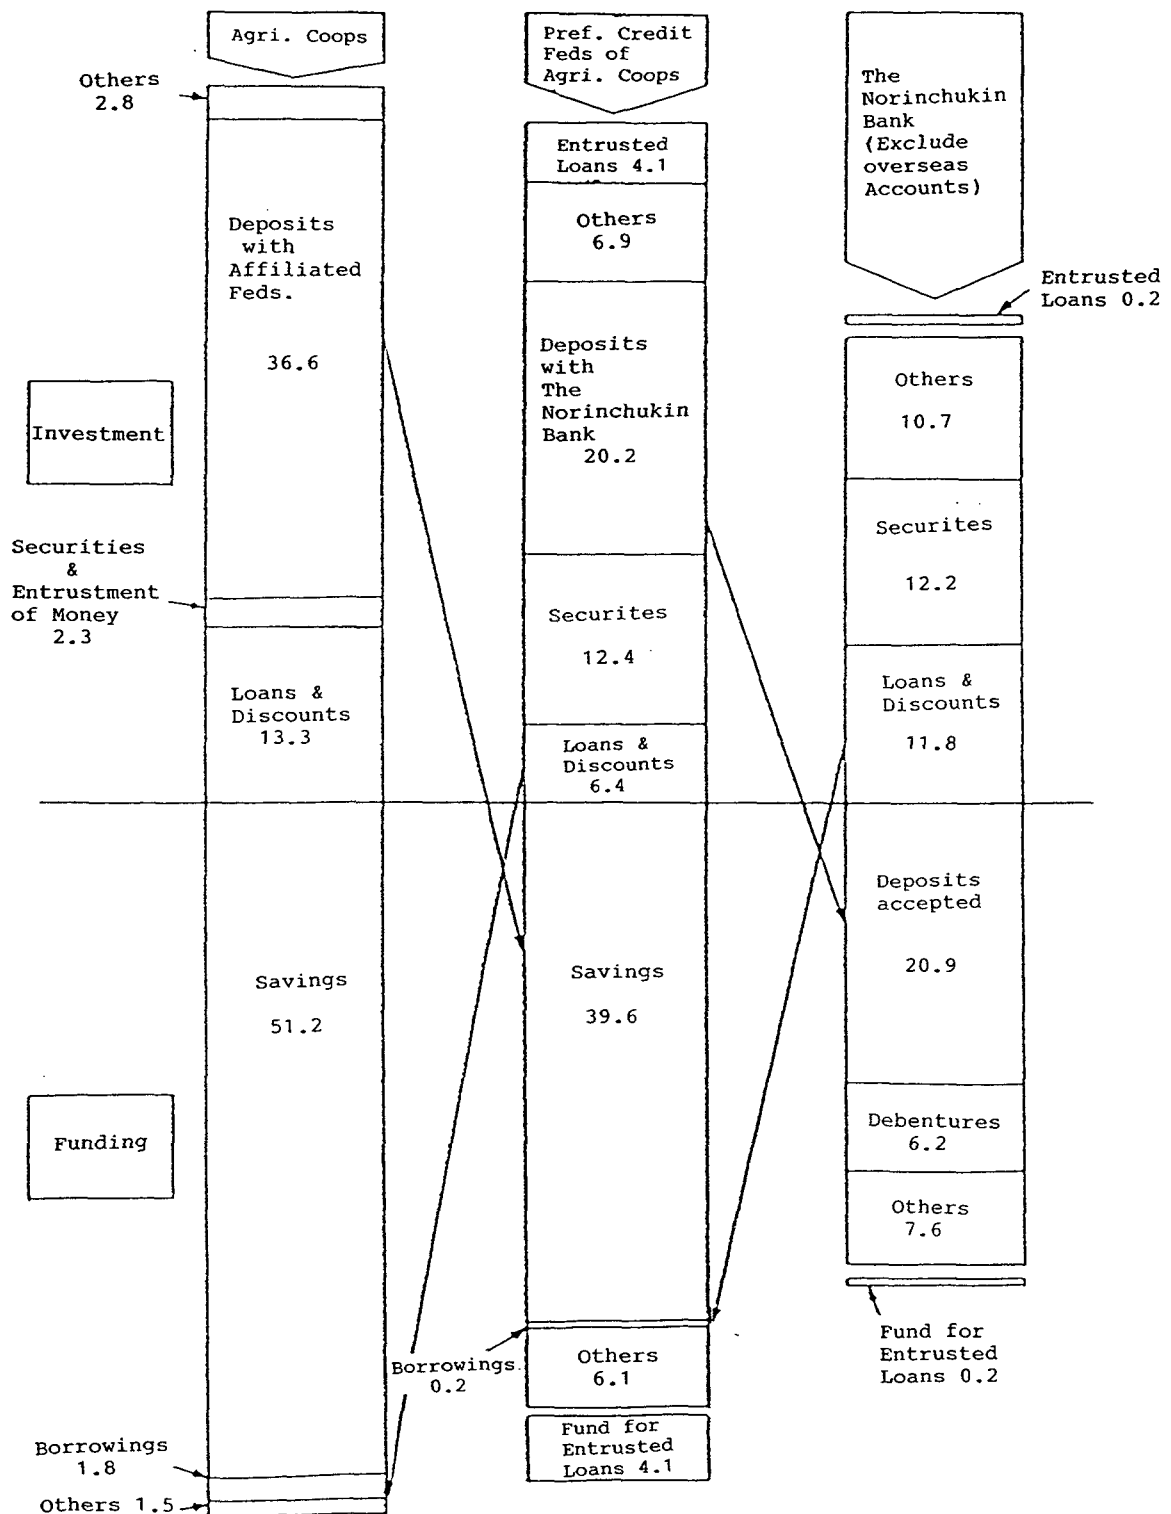 Agri. Coops
Others
2.8
Deposits
with
Affiliated
Feds.
36.6
Investment
Securities
&
Entrustment
of Money
2.3
Loans &
Discounts
13.3
Savings
51.2
Funding
Borrowings
1.8
Others 1.5
Pref. Credit
Feds of
Agri. Coops
Entrusted
Loans 4.1
Others
6.9
Deposits
with
The
Norinchukin
Bank
20.2
Securites
12.4
Loans &
Discounts
6.4
Savings
39.6
Borrowings
0.2
Others
6.1
Fund for
Entrusted
Loans 4.1
The
Norinchukin
Bank
(Exclude
overseas
Accounts)
Entrusted
Loans 0.2
Others
10.7
Securites
12.2
Loans &
Discounts
11.8
Deposits
accepted
20.9
Debentures
6.2
Others
7.6
Fund for
Entrusted
Loans 0.2